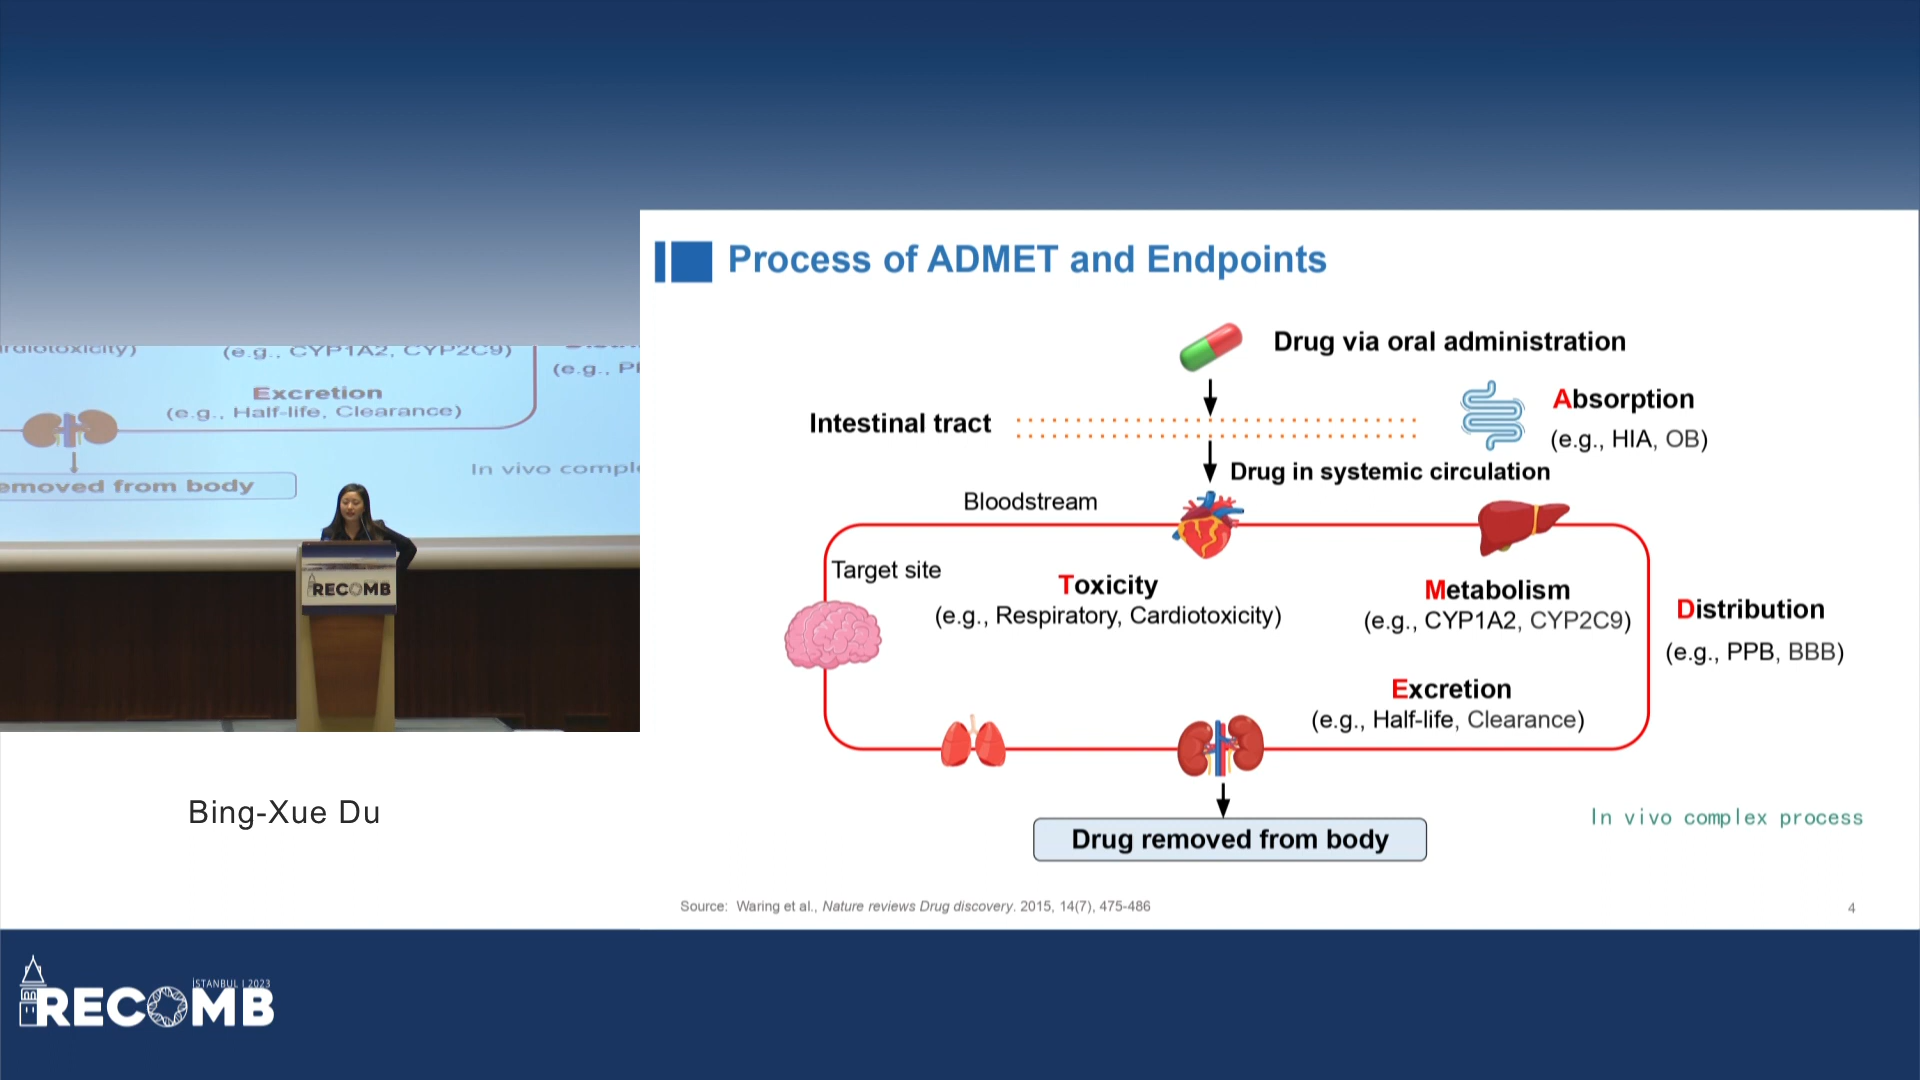 Process of ADMET and Endpoints
Drug via oral administration
Intestinal tract
Absorption
(e.g., HIA, OB)
Drug in systemic circulation
Bloodstream
Target site
Toxicity
(e.g., Respiratory, Cardiotoxicity)
Metabolism
(e.g., CYP1A2, CYP2C9)
Distribution
(e.g., PPB, BBB)
Excretion
(e.g., Half-life, Clearance)
Drug removed from body
In vivo complex process
Source: Waring et al., Nature reviews Drug discovery. 2015, 14(7), 475-486
4
(e.g., CYP1A2, CYP2C9)
(e.g.,
Excretion
(e.g., Half-life, Clearance)
In vivo
removed from body
RECOMB
Bing-Xue Du
İSTANBUL | 2023
RECOMB